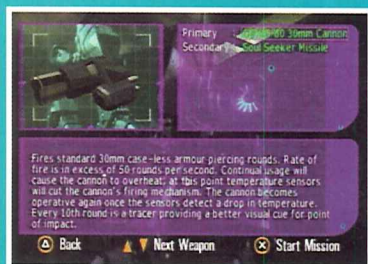 Primary : 30mm Cannon
Secondary : Soul Seeker Missile
Fires standard 30mm case-less armour piercing rounds. Rate of
fire is in excess of 50 rounds per second. Continual usage will
cause the cannon to overheat; at this point temperature sensors
will cut the cannon's firing mechanism. The cannon becomes
operative again once the sensors detect a drop in temperature.
Every 10th round is a tracer providing a better visual cue for point
of impact.
Back Next Weapon Start Mission